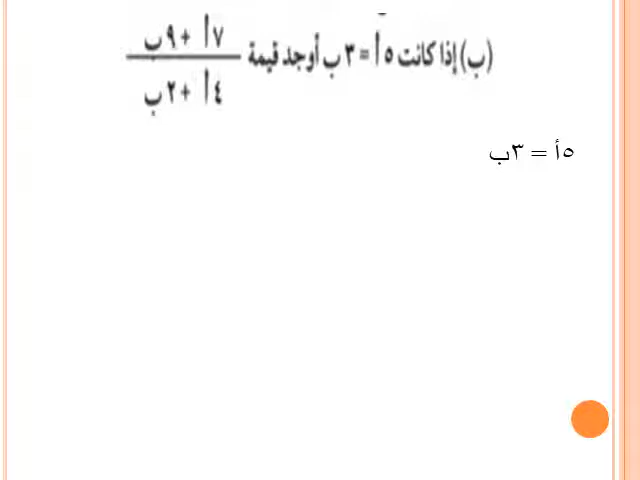 (ب) إذا كانت ٥ أ = ٣ ب أوجد قيمة
٧ أ + ٩ ب
٤ أ + ٢ ب
٥أ = ٣ب